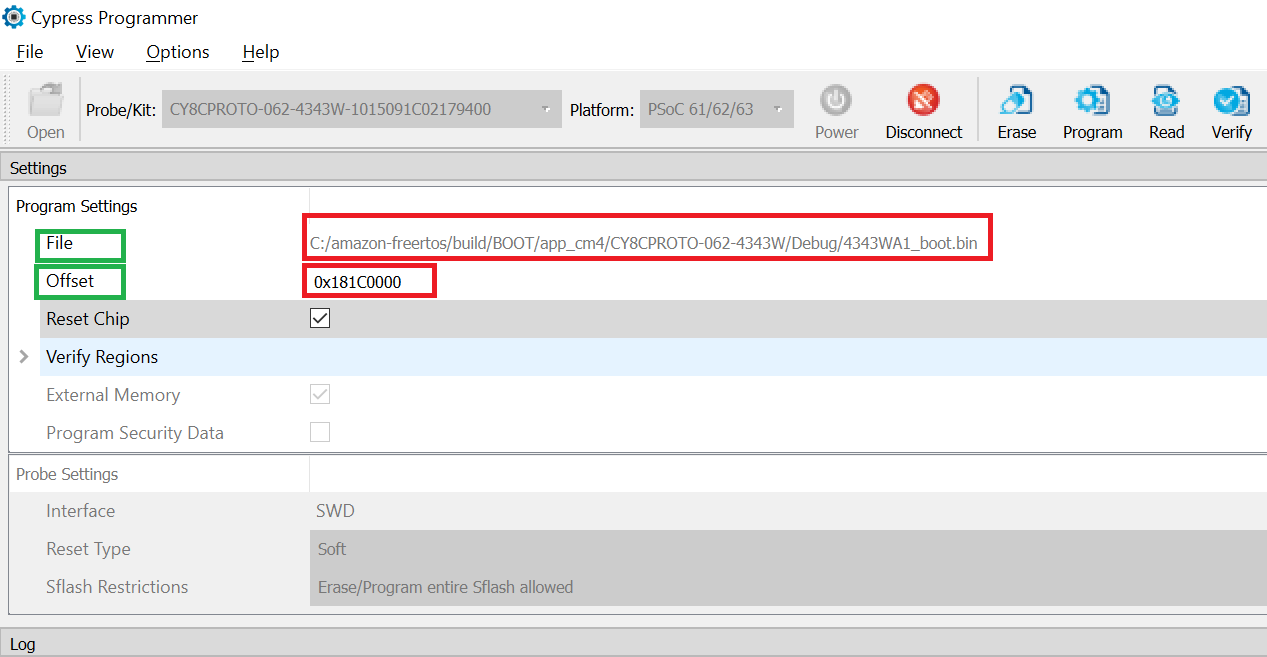 Cypress Programmer
File View Options Help
Open Probe/Kit: CY8CPROTO-062-4343W-1015091C02179400 Platform: PSoC 61/62/63 Power Disconnect Erase Program Read Verify
Settings
Program Settings
File C:/amazon-freertos/build/BOOT/app_cm4/CY8CPROTO-062-4343W/Debug/4343WA1_boot.bin
Offset 0x181C0000
Reset Chip
Verify Regions
External Memory
Program Security Data
Probe Settings
Interface SWD
Reset Type Soft
Sflash Restrictions Erase/Program entire Sflash allowed
Log